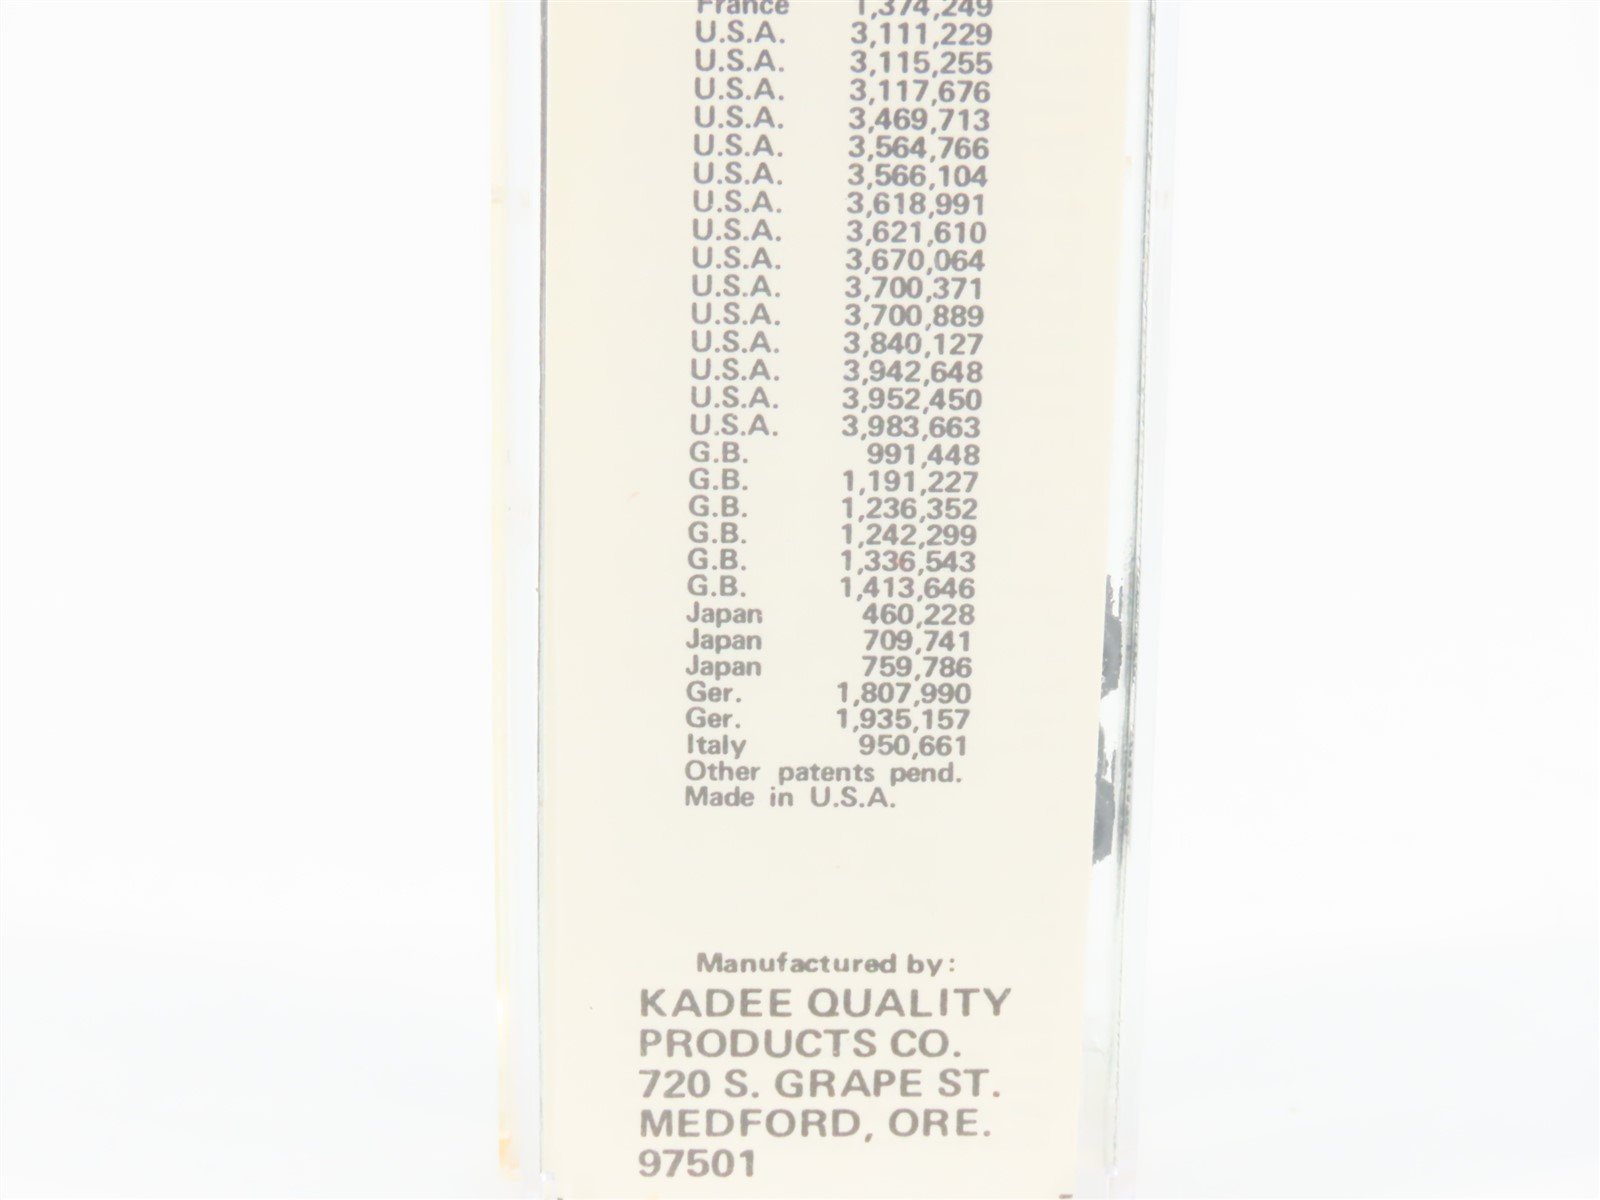 France 1,374,249
U.S.A. 3,111,229
U.S.A. 3,115,255
U.S.A. 3,117,676
U.S.A. 3,469,713
U.S.A. 3,564,766
U.S.A. 3,566,104
U.S.A. 3,618,991
U.S.A. 3,621,610
U.S.A. 3,670,064
U.S.A. 3,700,371
U.S.A. 3,700,889
U.S.A. 3,840,127
U.S.A. 3,942,648
U.S.A. 3,952,450
U.S.A. 3,983,663
G.B. 991,448
G.B. 1,191,227
G.B. 1,236,352
G.B. 1,242,299
G.B. 1,336,543
G.B. 1,413,646
Japan 460,228
Japan 709,741
Japan 759,786
Ger. 1,807,990
Ger. 1,935,157
Italy 950,661
Other patents pend.
Made in U.S.A.
Manufactured by:
KADEE QUALITY
PRODUCTS CO.
720 S. GRAPE ST.
MEDFORD, ORE.
97501